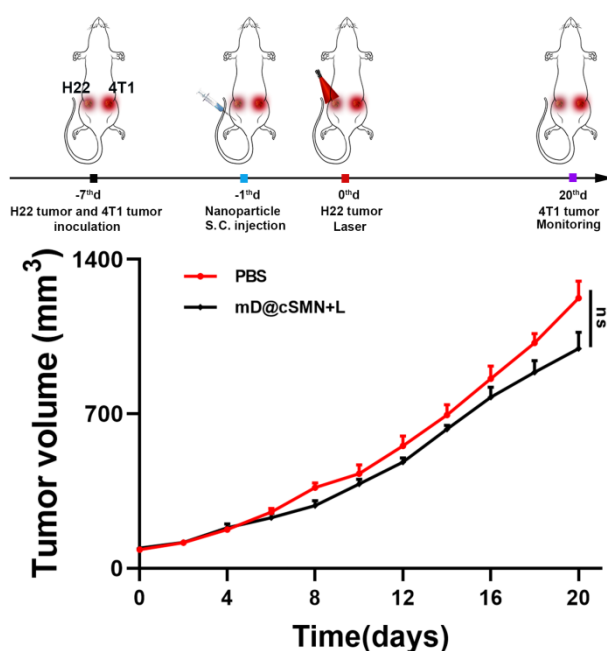 H22 4T1
-7ᵗʰd -1ᵗʰd 0ᵗʰd 20ᵗʰd
H22 tumor and 4T1 tumor Nanoparticle H22 tumor 4T1 tumor
inoculation S.C. injection Laser Monitoring
1400
PBS
mD@cSMN+L
ns
700
0
Tumor volume (mm³)
0 4 8 12 16 20
Time(days)